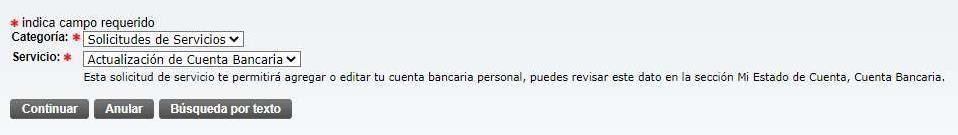 * indica campo requerido
Categoría: * Solicitudes de Servicios
Servicio: * Actualización de Cuenta Bancaria
Esta solicitud de servicio te permitirá agregar o editar tu cuenta bancaria personal, puedes revisar este dato en la sección Mi Estado de Cuenta, Cuenta Bancaria.
Continuar Anular Búsqueda por texto